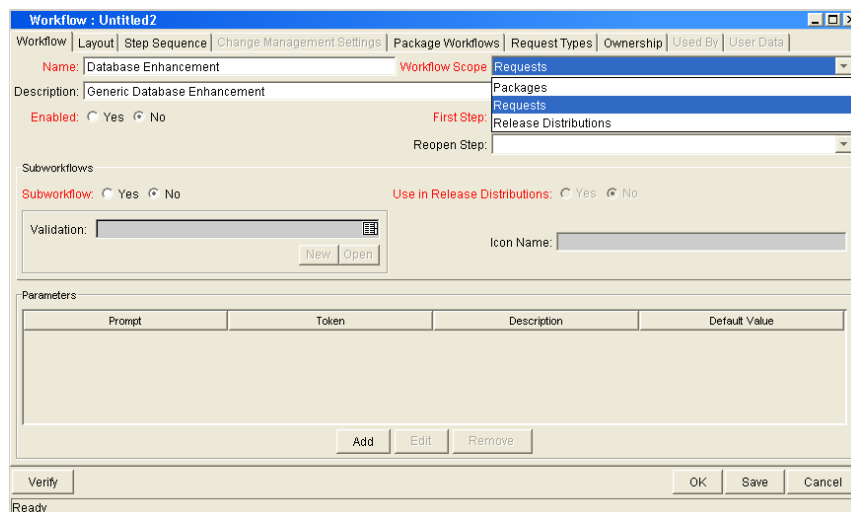 Workflow : Untitled2
Workflow Layout Step Sequence Change Management Settings Package Workflows Request Types Ownership Used By User Data
Name: Database Enhancement Workflow Scope Requests
Packages
Description: Generic Database Enhancement
Requests
Enabled: Yes No First Step:
Release Distributions
Reopen Step:
Subworkflows
Subworkflow: Yes No Use in Release Distributions: Yes No
Validation:
New Open
Icon Name:
Parameters
Prompt Token Description Default Value
Add Edit Remove
Verify OK Save Cancel
Ready